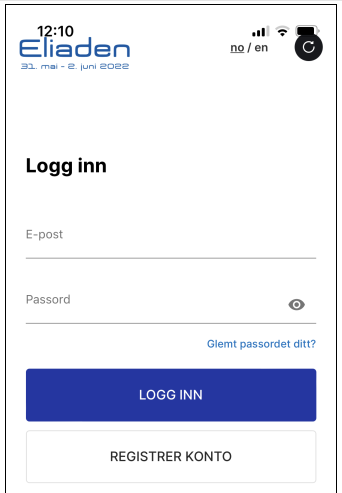 12:10
Eliaden
31. mai - 2. juni 2022
no / en
Logg inn
E-post
Passord
Glemt passordet ditt?
LOGG INN
REGISTRER KONTO